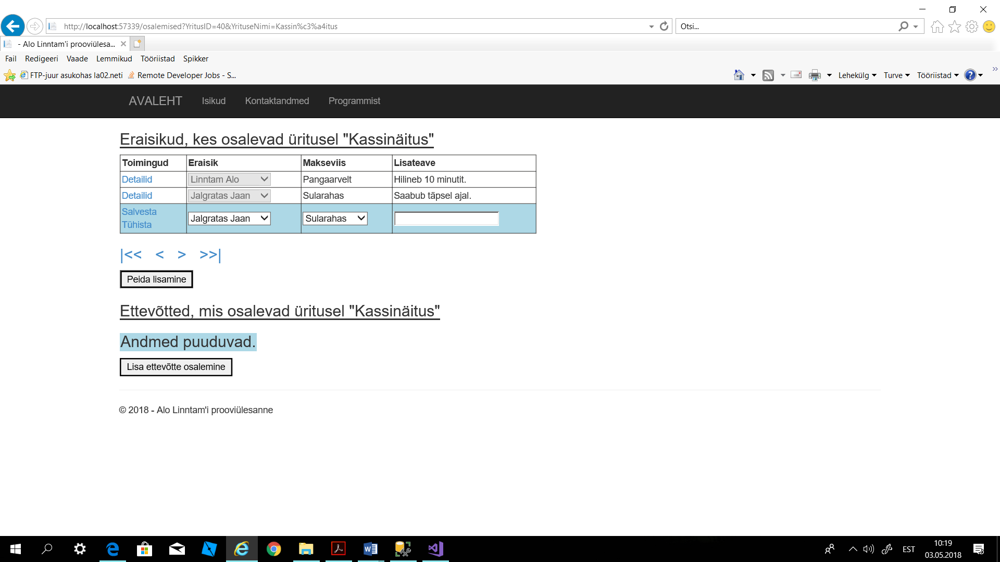 http://localhost:57339/osalemised?YritusID=40&YrituseNimi=Kassin%c3%a4itus
Otsi...
- Alo Linntam'i prooviülesa...
Fail Redigeeri Vaade Lemmikud Tööriistad Spikker
FTP-juur asukohas la02.neti Remote Developer Jobs - S...
Lehekülg Turve Tööriistad
AVALEHT Isikud Kontaktandmed Programmist
Eraisikud, kes osalevad üritusel "Kassinäitus"
Toimingud Eraisik Makseviis Lisateave
Detailid Linntam Alo Pangaarvelt Hilineb 10 minutit.
Detailid Jalgratas Jaan Sularahas Saabub täpsel ajal.
Salvesta
Tühista
Jalgratas Jaan Sularahas
|<< < > >>|
Peida lisamine
Ettevõtted, mis osalevad üritusel "Kassinäitus"
Andmed puuduvad.
Lisa ettevõtte osalemine
© 2018 - Alo Linntam'i prooviülesanne
EST
10:19
03.05.2018